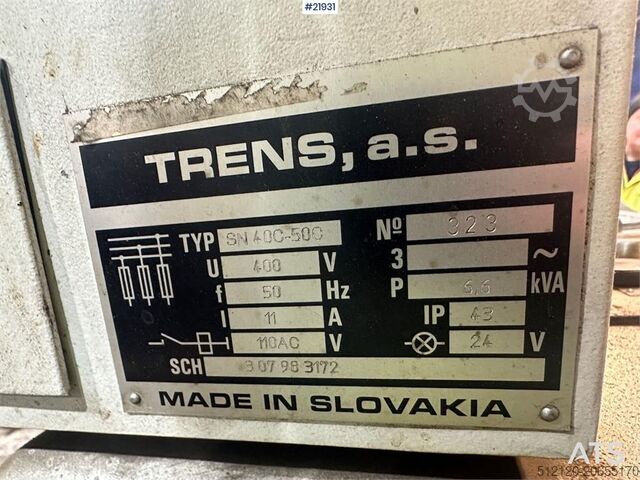 #21931
TRENS, a.s.
TYP SN 40C-500 Nº 323
U 400 V 3 ~
f 50 Hz P 6,6 kVA
I 11 A IP 43
110AC V 24 V
SCH 3 07 98 3172
MADE IN SLOVAKIA
ATS